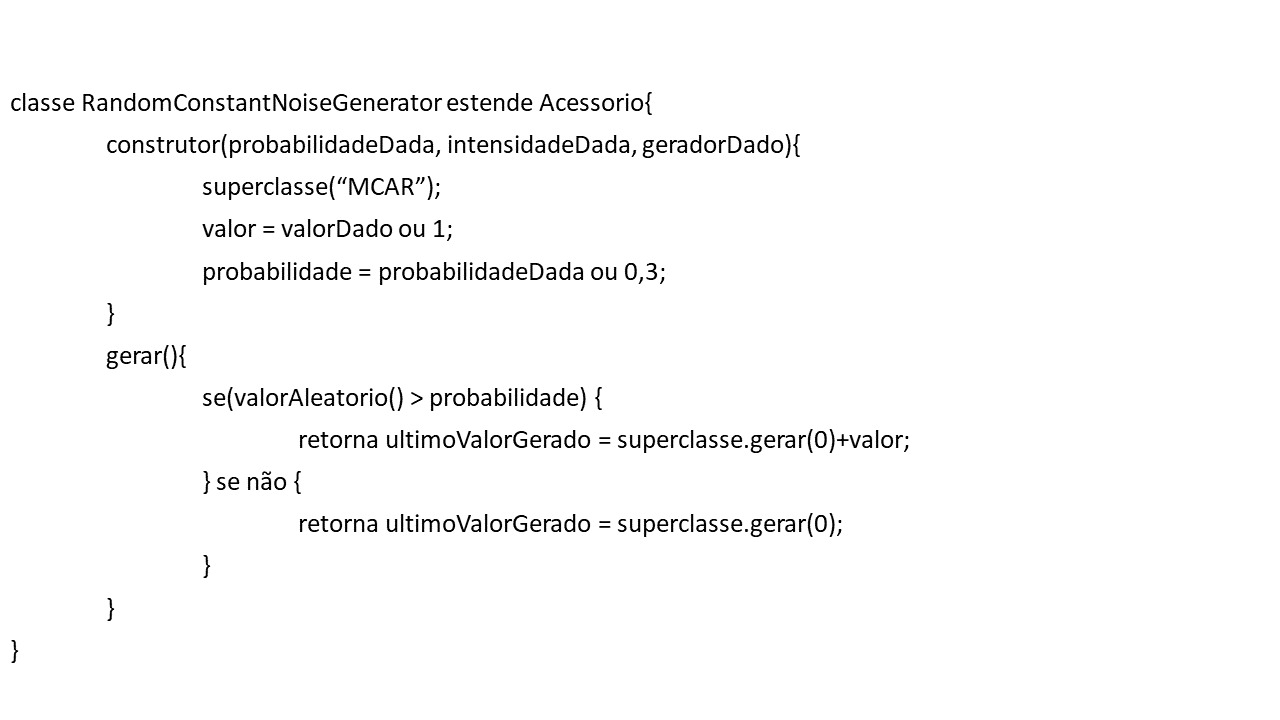 classe RandomConstantNoiseGenerator estende Acessorio{
construtor(probabilidadeDada, intensidadeDada, geradorDado){
superclasse(“MCAR”);
valor = valorDado ou 1;
probabilidade = probabilidadeDada ou 0,3;
}
gerar(){
se(valorAleatorio() > probabilidade) {
retorna ultimoValorGerado = superclasse.gerar(0)+valor;
} se não {
retorna ultimoValorGerado = superclasse.gerar(0);
}
}
}